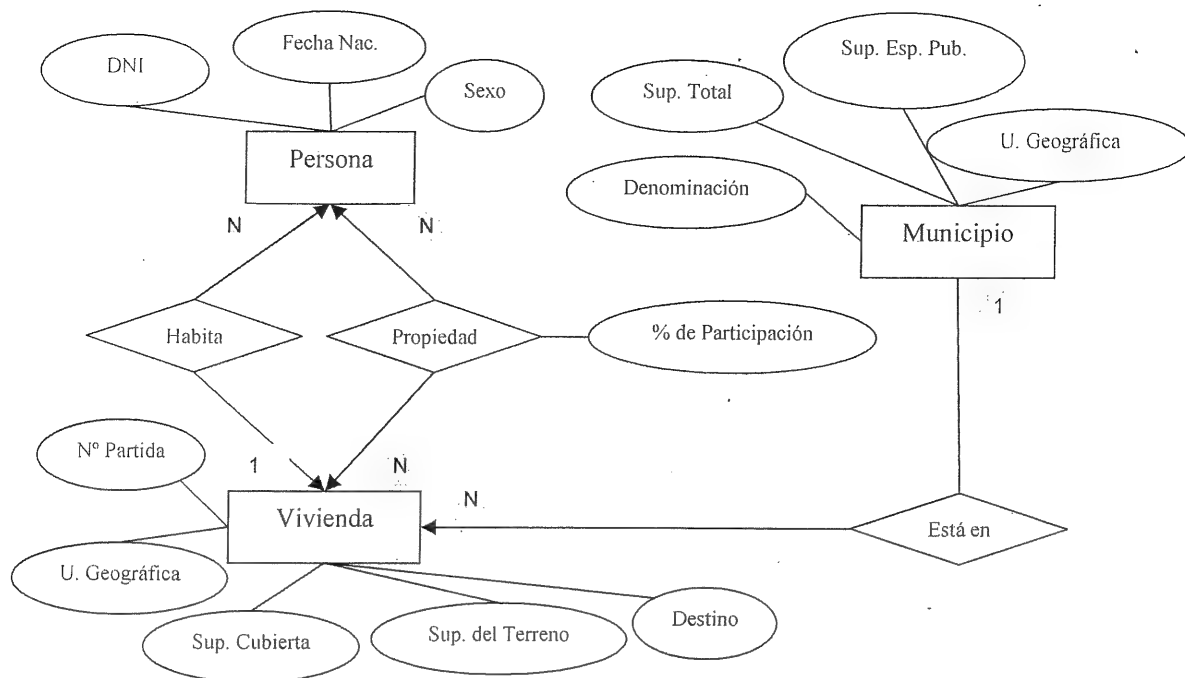 Fecha Nac.
DNI
Sexo
Persona
Sup. Esp. Pub.
Sup. Total
U. Geográfica
Denominación
Municipio
N
N
1
Habita
Propiedad
% de Participación
Nº Partida
1
N
N
Vivienda
Está en
U. Geográfica
Sup. Cubierta
Sup. del Terreno
Destino